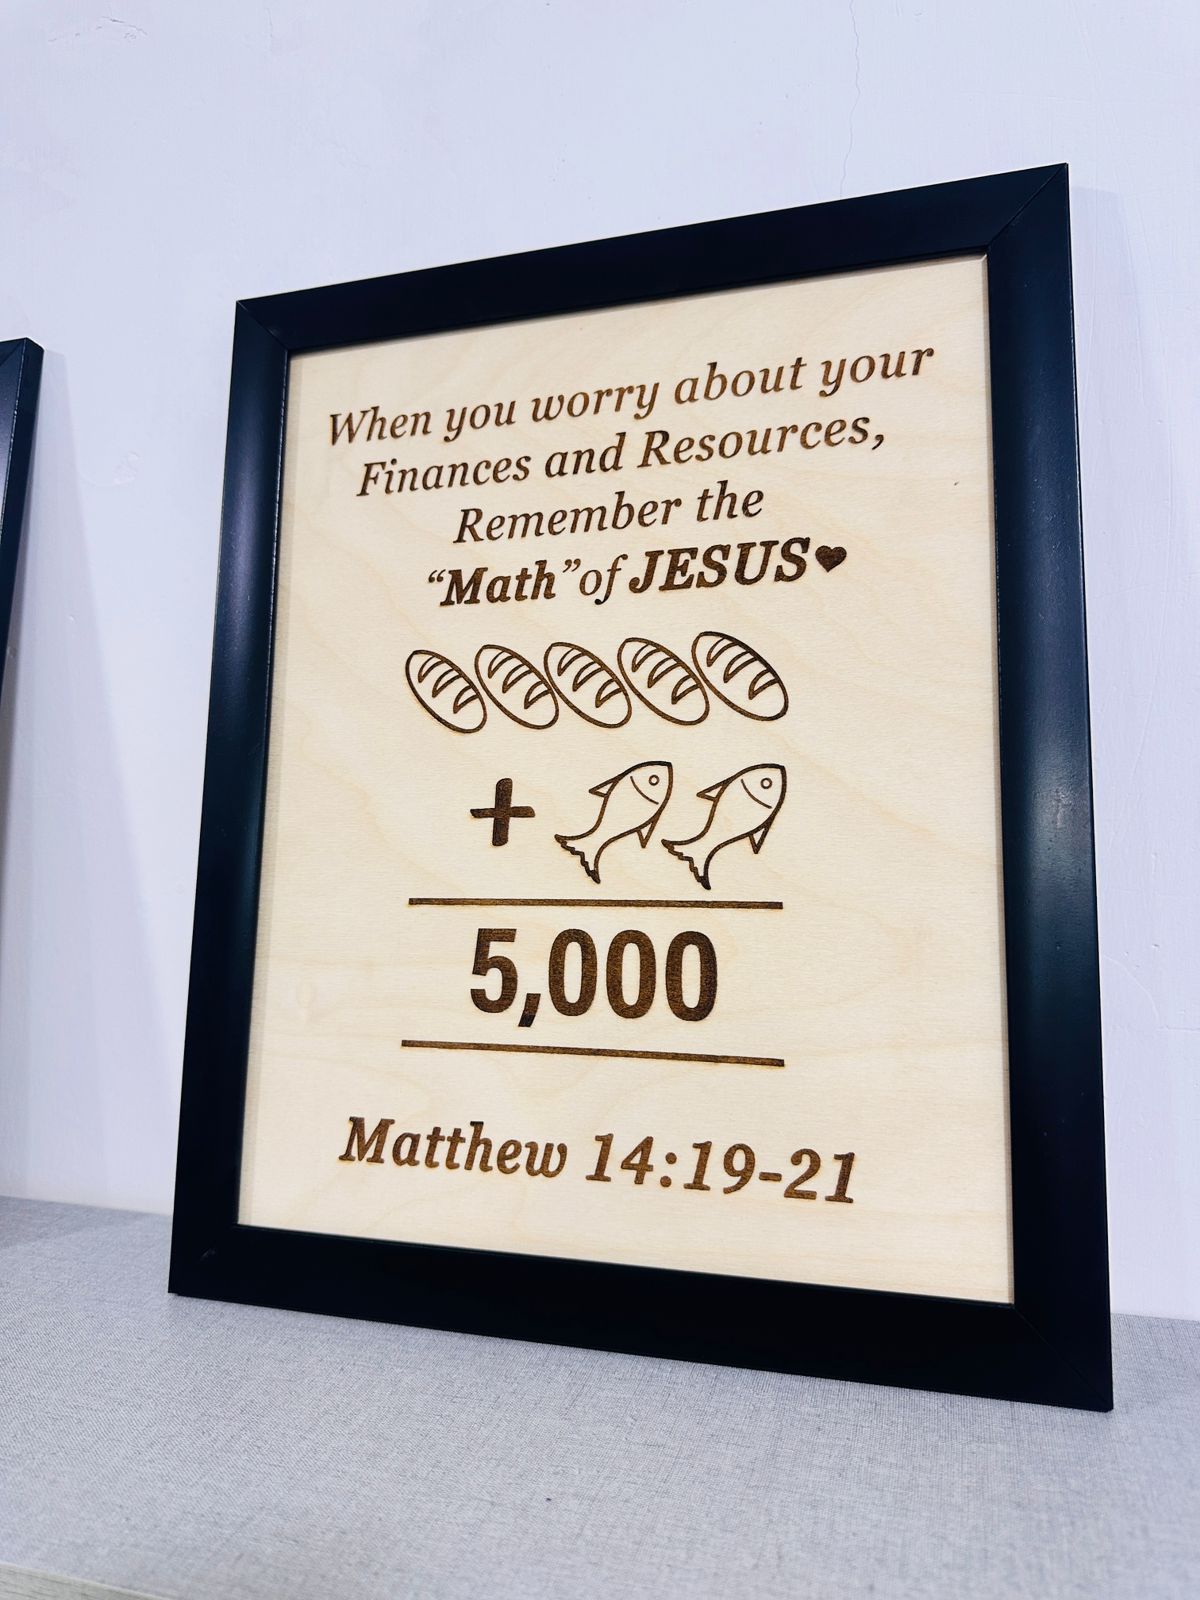 When you worry about your
Finances and Resources,
Remember the
“Math” of JESUS♥
+
5,000
Matthew 14:19-21